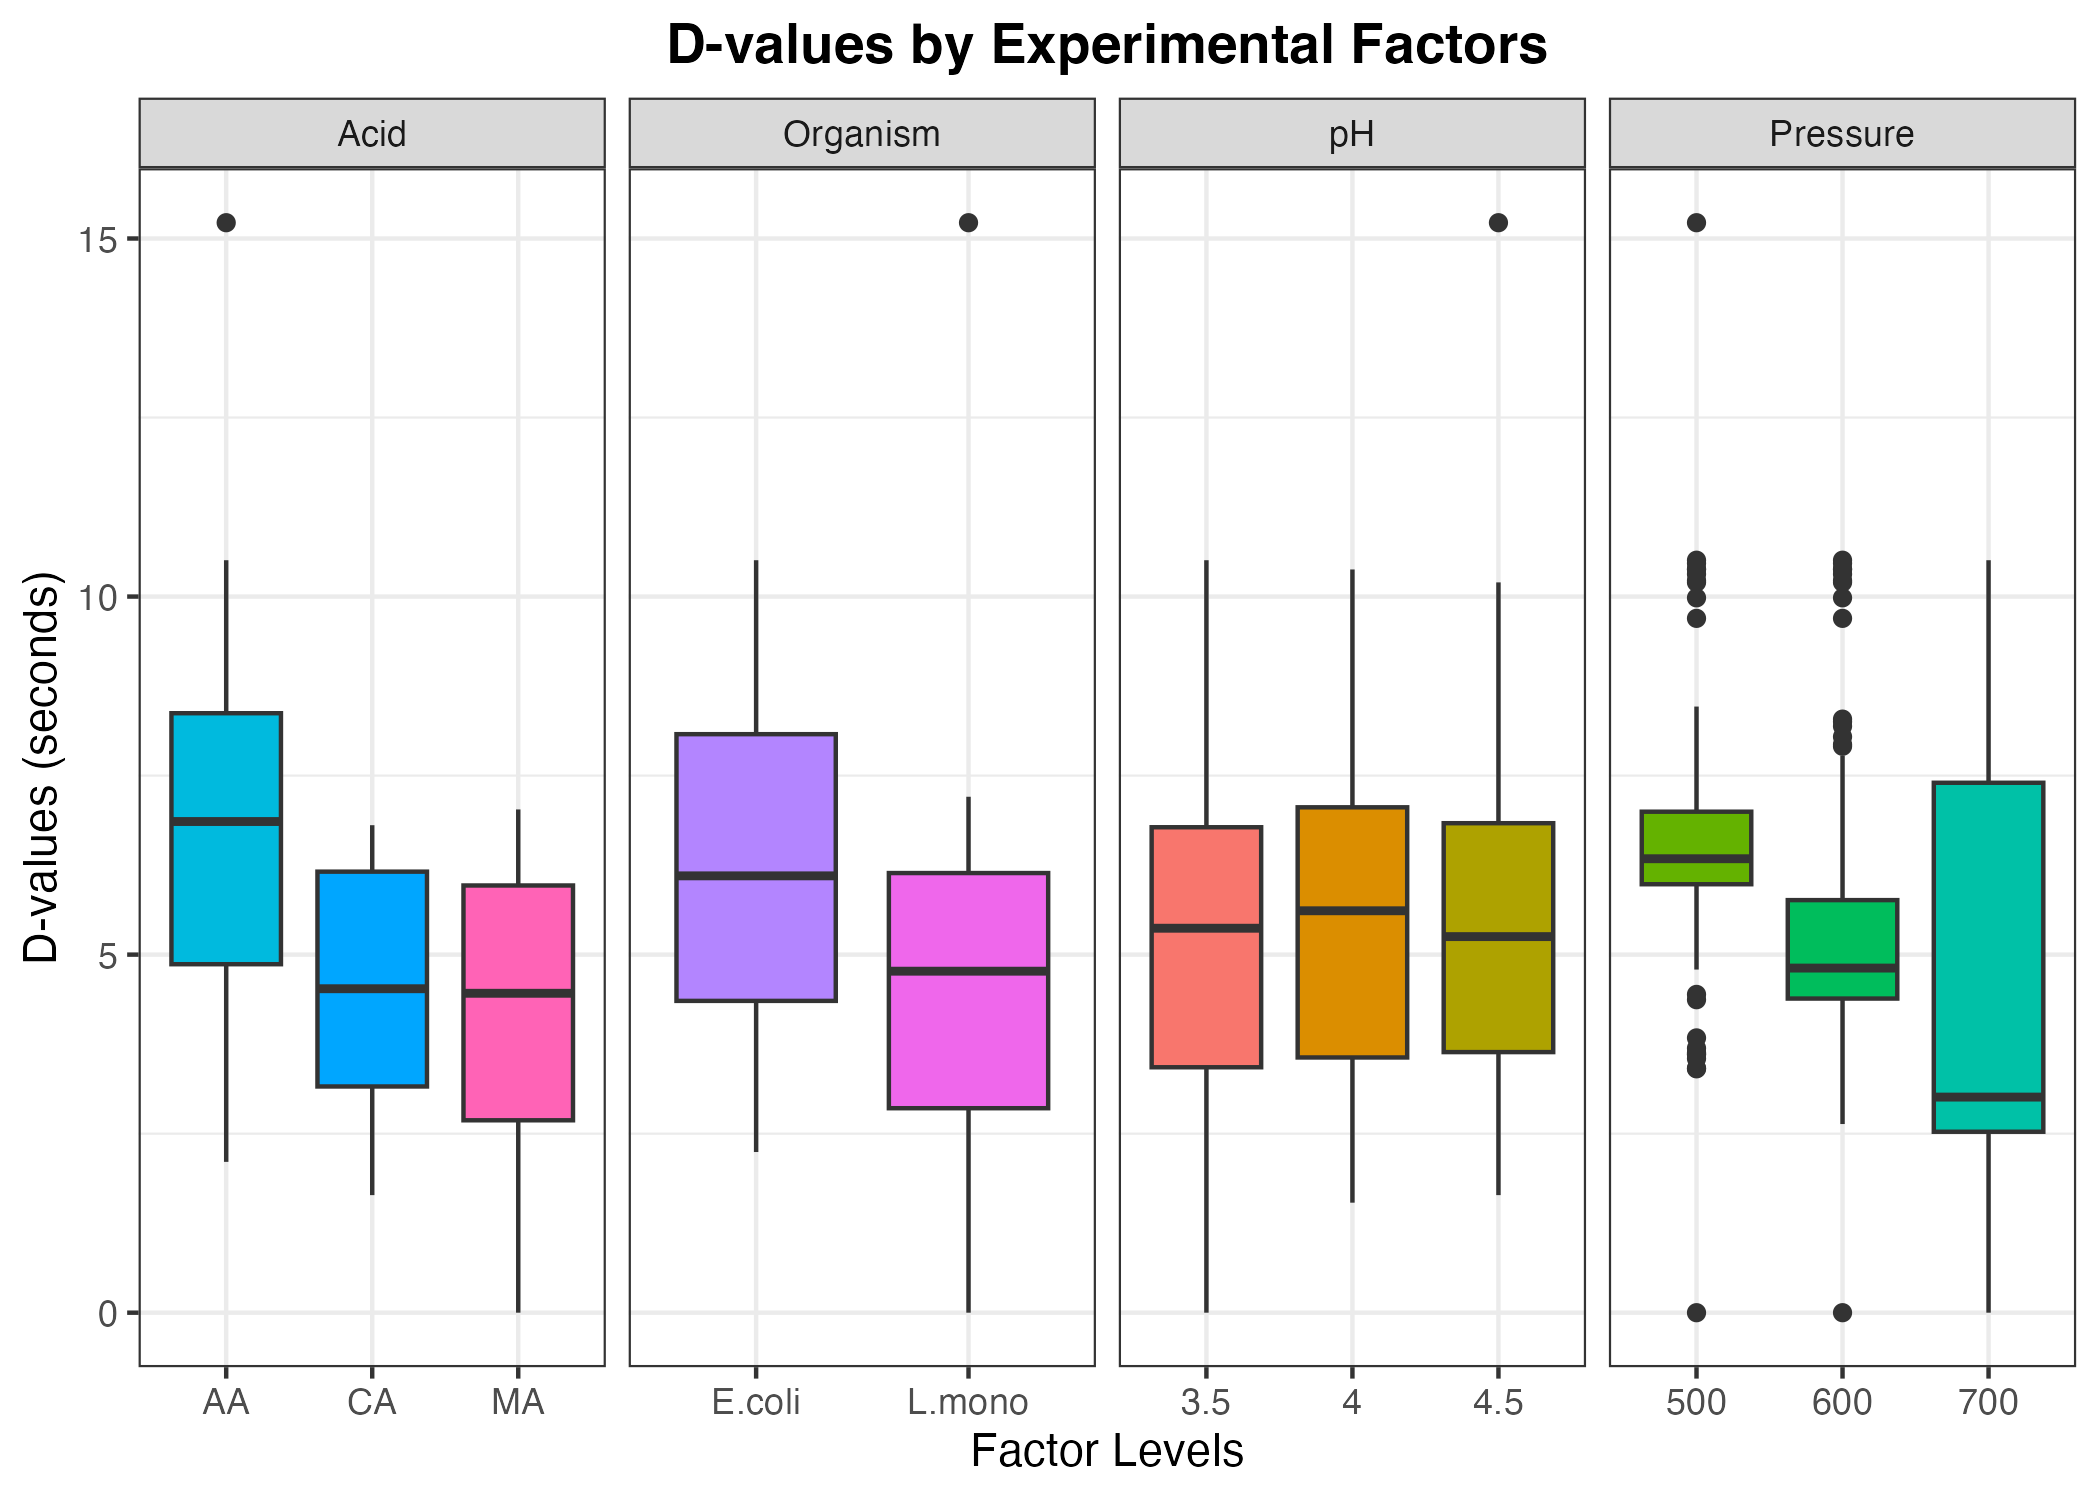 D-values by Experimental Factors
Acid Organism pH Pressure
15
10
5
0
D-values (seconds)
AA CA MA E.coli L.mono 3.5 4 4.5 500 600 700
Factor Levels